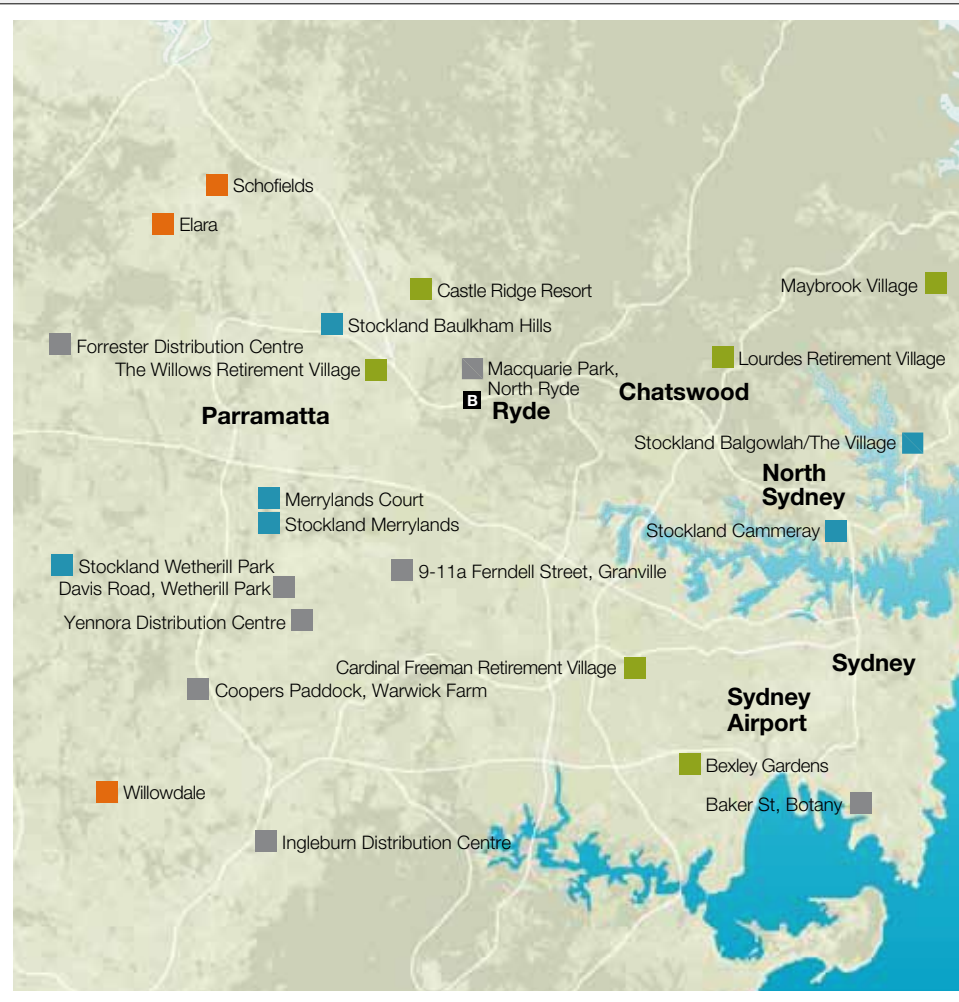 Schofields
Elara
Castle Ridge Resort
Maybrook Village
Stockland Baulkham Hills
Forrester Distribution Centre
The Willows Retirement Village
Macquarie Park,
North Ryde
Lourdes Retirement Village
Chatswood
B
Ryde
Parramatta
Stockland Balgowlah/The Village
North
Sydney
Merrylands Court
Stockland Merrylands
Stockland Cammeray
Stockland Wetherill Park
9-11a Ferndell Street, Granville
Davis Road, Wetherill Park
Yennora Distribution Centre
Cardinal Freeman Retirement Village
Sydney
Coopers Paddock, Warwick Farm
Sydney
Airport
Bexley Gardens
Willowdale
Baker St, Botany
Ingleburn Distribution Centre